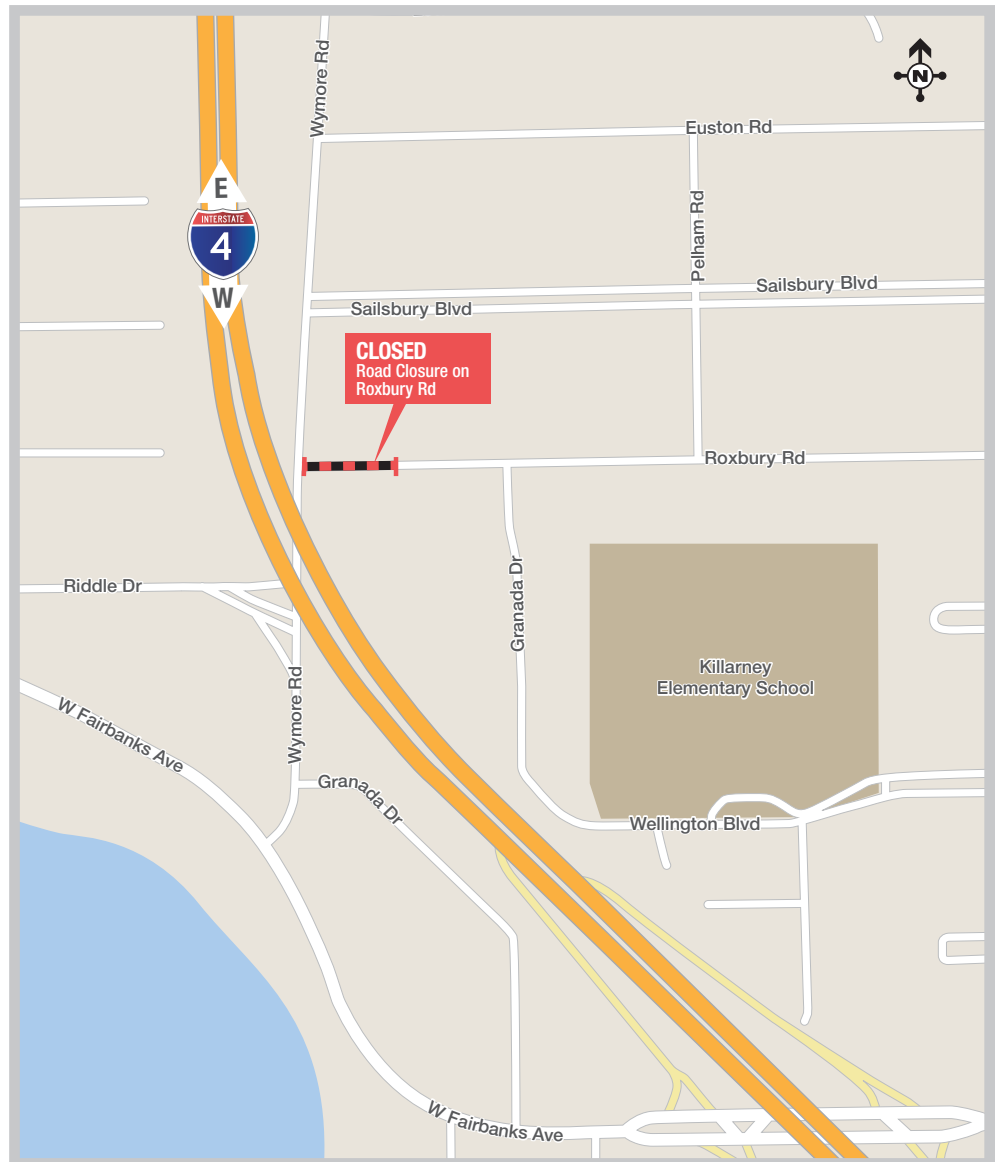 Wymore Rd
N
Euston Rd
E
INTERSTATE
4
W
Pelham Rd
Sailsbury Blvd
Sailsbury Blvd
CLOSED
Road Closure on
Roxbury Rd
Roxbury Rd
Riddle Dr
Granada Dr
Killarney
Elementary School
Wymore Rd
W Fairbanks Ave
Granada Dr
Wellington Blvd
W Fairbanks Ave